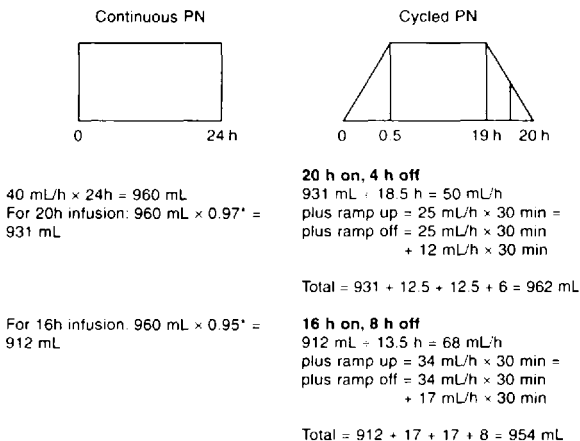 Continuous PN
Cycled PN
0
24 h
0
0.5
19 h
20 h
40 mL/h × 24h = 960 mL
For 20h infusion: 960 mL × 0.97* =
931 mL
20 h on, 4 h off
931 mL ÷ 18.5 h = 50 mL/h
plus ramp up = 25 mL/h × 30 min =
plus ramp off = 25 mL/h × 30 min
+ 12 mL/h × 30 min
Total = 931 + 12.5 + 12.5 + 6 = 962 mL
For 16h infusion. 960 mL × 0.95* =
912 mL
16 h on, 8 h off
912 mL ÷ 13.5 h = 68 mL/h
plus ramp up = 34 mL/h × 30 min =
plus ramp off = 34 mL/h × 30 min
+ 17 mL/h × 30 min
Total = 912 + 17 + 17 + 8 = 954 mL